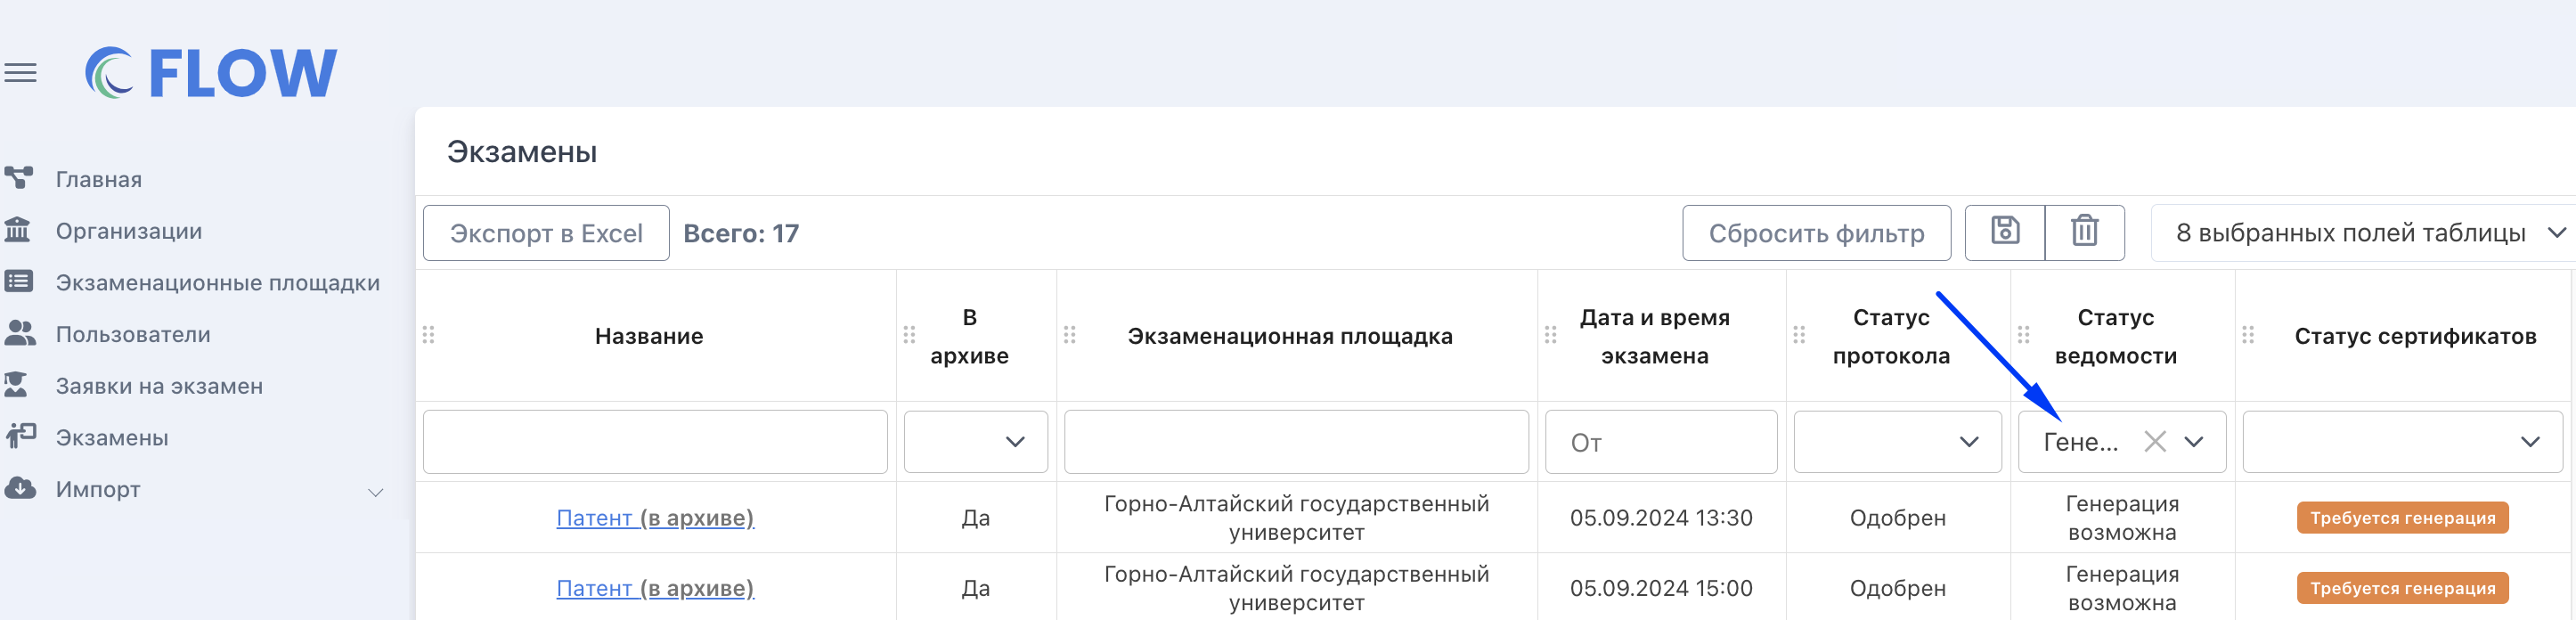 FLOW
Главная
Организации
Экзаменационные площадки
Пользователи
Заявки на экзамен
Экзамены
Импорт
Экзамены
Экспорт в Excel
Всего: 17
Сбросить фильтр
8 выбранных полей таблицы
Название
В
архиве
Экзаменационная площадка
Дата и время
экзамена
Статус
протокола
Статус
ведомости
Статус сертификатов
От
Гене...
Патент (в архиве)
Да
Горно-Алтайский государственный
университет
05.09.2024 13:30
Одобрен
Генерация
возможна
Требуется генерация
Патент (в архиве)
Да
Горно-Алтайский государственный
университет
05.09.2024 15:00
Одобрен
Генерация
возможна
Требуется генерация